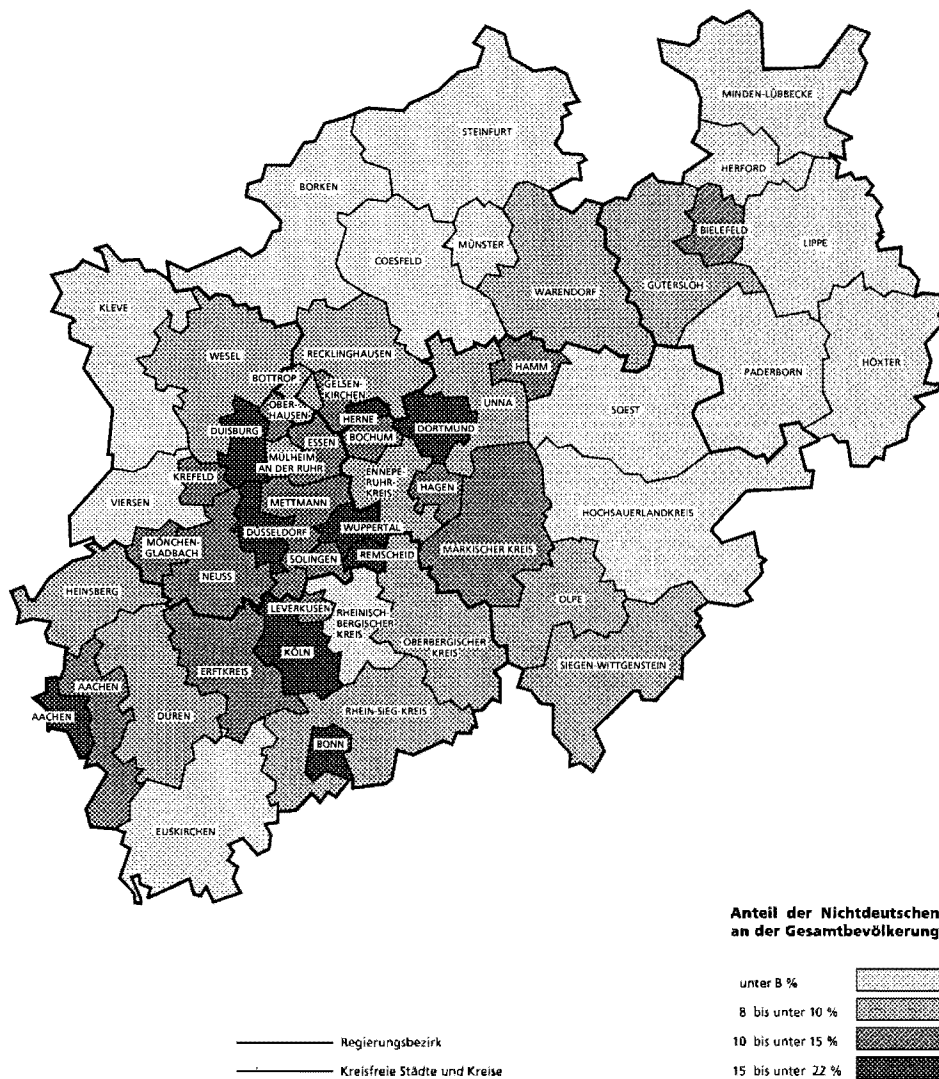 MINDEN-LÜBBECKE
STEINFURT
HERFORD
BORKEN
BIELEFELD
MÜNSTER
LIPPE
COESFELD
GÜTERSLOH
WARENDORF
KLEVE
WESEL
RECKLINGHAUSEN
HAMM
PADERBORN
HÖXTER
BOTTROP
GELSEN-
KIRCHEN
UNNA
OBER-
HAUSEN
HERNE
SOEST
DUISBURG
DORTMUND
ESSEN
BOCHUM
MÜLHEIM
AN DER RUHR
ENNEPE
RUHR-
KREIS
KREFELD
HAGEN
VIERSEN
METTMANN
HOCHSAUERLANDKREIS
DÜSSELDORF
WUPPERTAL
MÖNCHEN-
GLADBACH
REMSCHEID
MÄRKISCHER KREIS
SOLINGEN
NEUSS
HEINSBERG
OLPE
LEVERKUSEN
RHEINISCH-
BERGISCHER
KREIS
OBERBERGISCHER
KREIS
KÖLN
SIEGEN-WITTGENSTEIN
ERFTKREIS
AACHEN
AACHEN
DÜREN
RHEIN-SIEG-KREIS
BONN
EUSKIRCHEN
Anteil der Nichtdeutschen
an der Gesamtbevölkerung
unter 8 %
8 bis unter 10 %
10 bis unter 15 %
15 bis unter 22 %
Regierungsbezirk
Kreisfreie Städte und Kreise